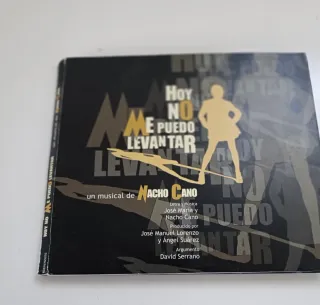 HOY
NO
ME PUEDO
LEVANTAR
un musical de NACHO CANO
Letra y música
José María y
Nacho Cano
Producido por
José Manuel Lorenzo
y Ángel Suárez
Argumento
David Serrano